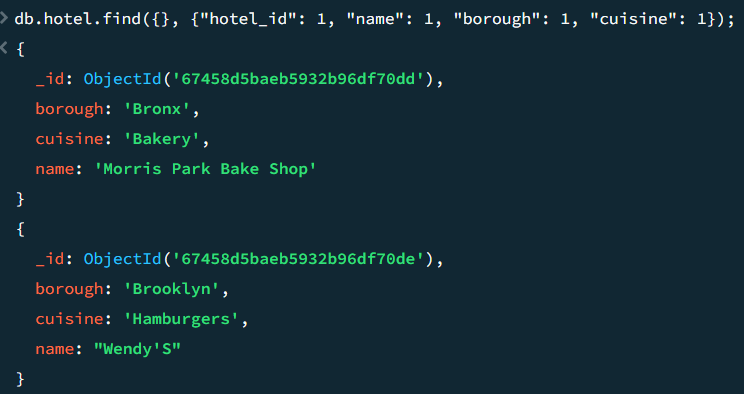 > db.hotel.find({}, {"hotel_id": 1, "name": 1, "borough": 1, "cuisine": 1});
< {
_id: ObjectId('67458d5baeb5932b96df70dd'),
borough: 'Bronx',
cuisine: 'Bakery',
name: 'Morris Park Bake Shop'
}
{
_id: ObjectId('67458d5baeb5932b96df70de'),
borough: 'Brooklyn',
cuisine: 'Hamburgers',
name: "Wendy'S"
}